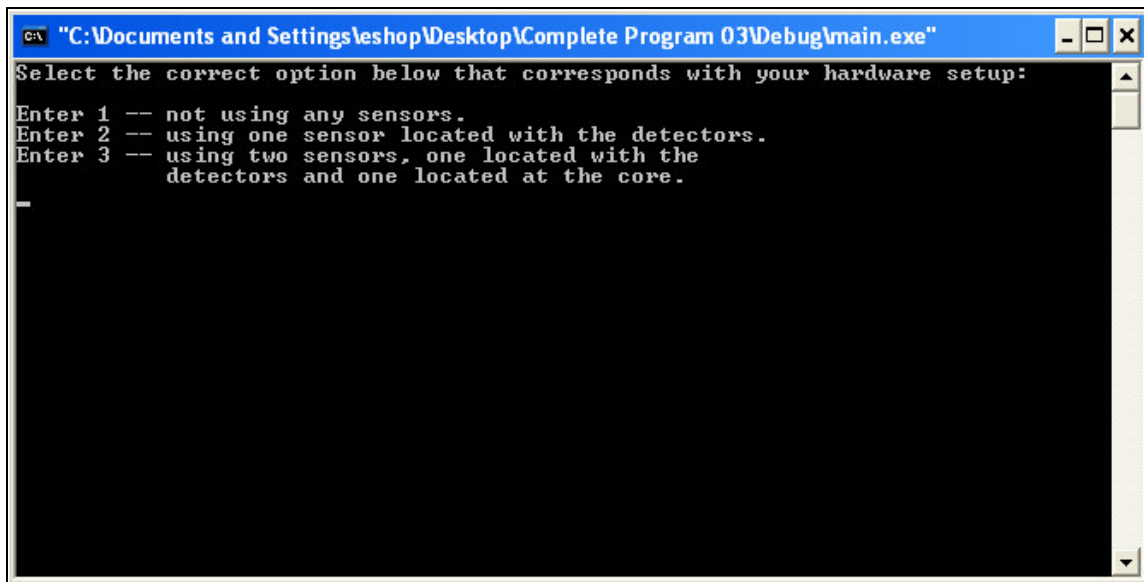 "C:\Documents and Settings\eshop\Desktop\Complete Program 03\Debug\main.exe"
Select the correct option below that corresponds with your hardware setup:
Enter 1 -- not using any sensors.
Enter 2 -- using one sensor located with the detectors.
Enter 3 -- using two sensors, one located with the
detectors and one located at the core.